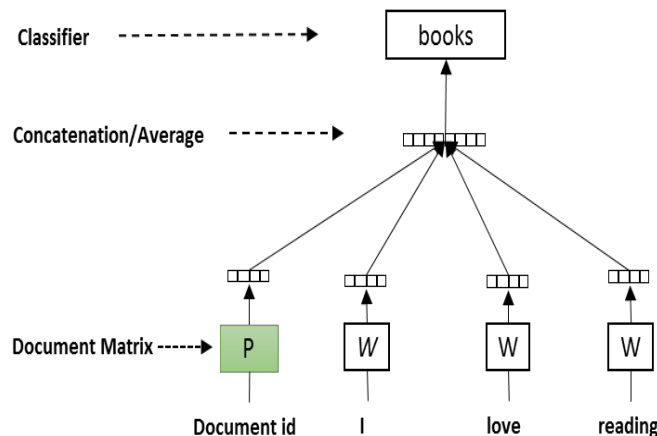 Classifier books
Concatenation/Average
Document Matrix P W W W
Document id I love reading